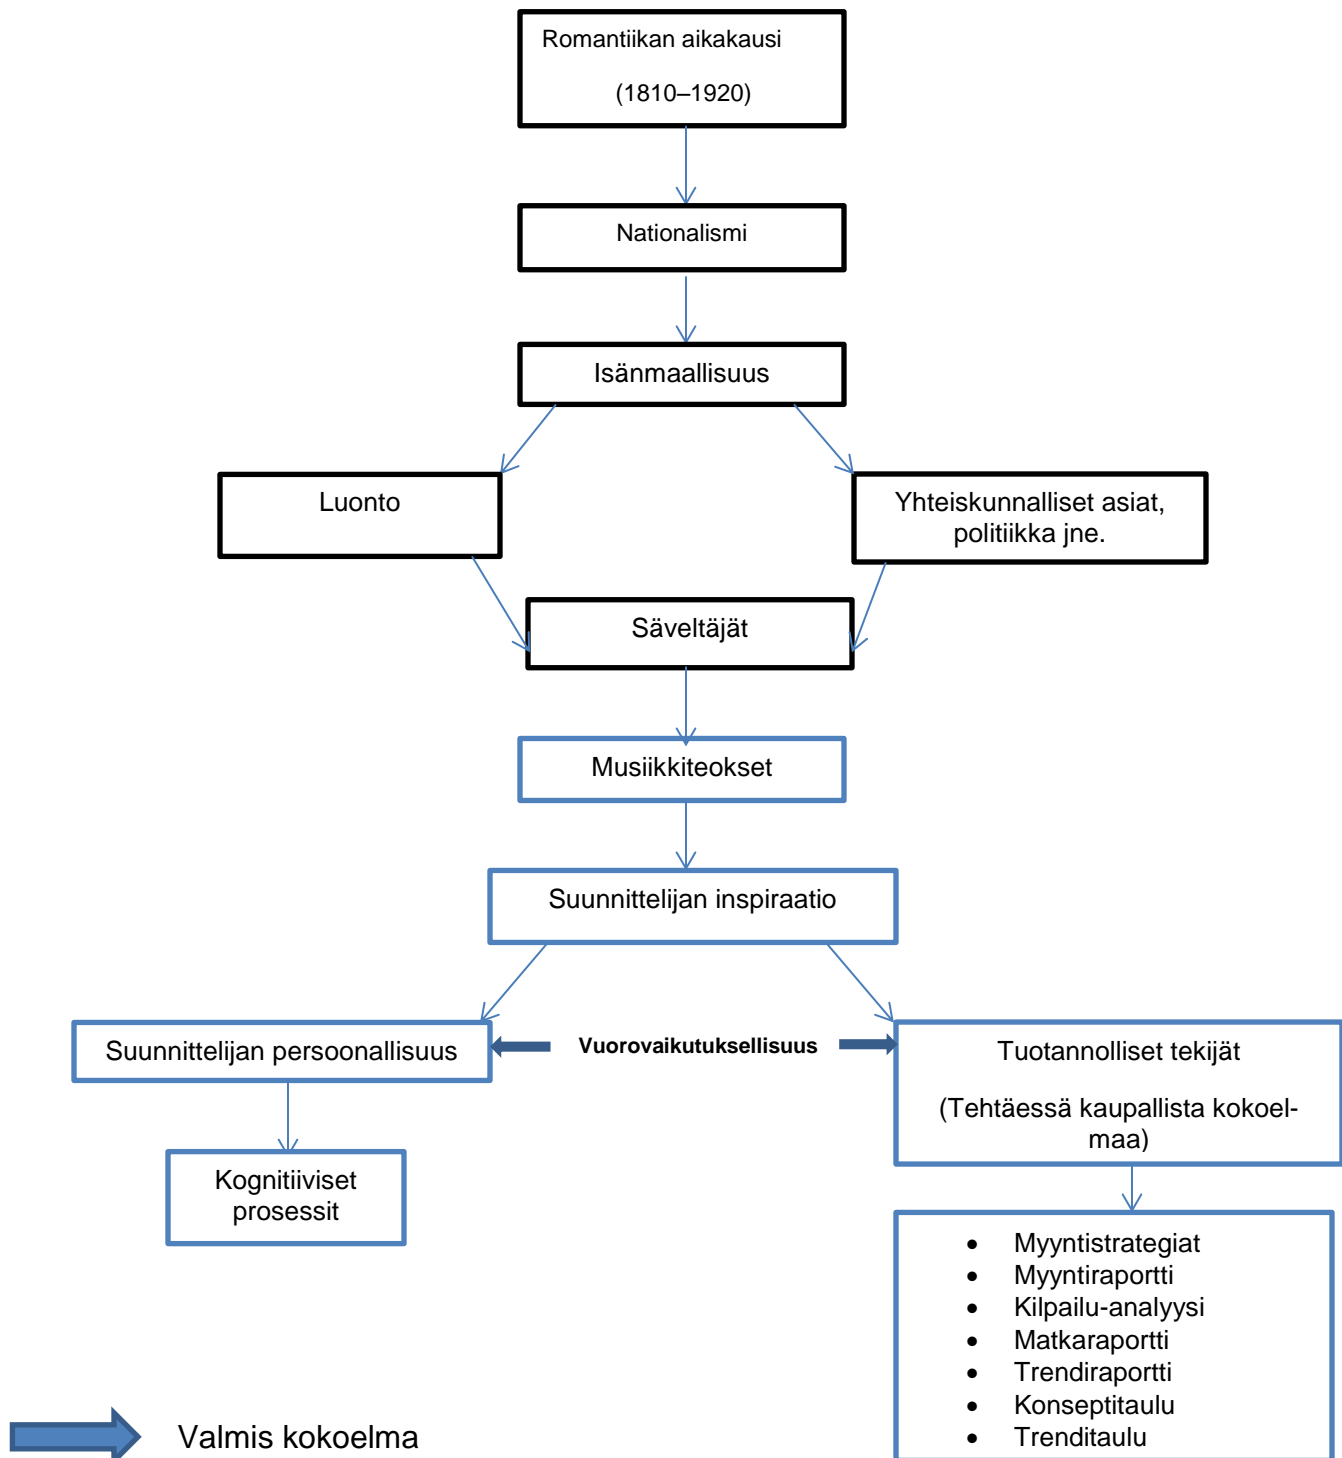 Romantiikan aikakausi
(1810–1920)
Nationalismi
Isänmaallisuus
Luonto
Yhteiskunnalliset asiat,
politiikka jne.
Säveltäjät
Musiikkiteokset
Suunnittelijan inspiraatio
Suunnittelijan persoonallisuus
Vuorovaikutuksellisuus
Tuotannolliset tekijät
(Tehtäessä kaupallista kokoel-
maa)
Kognitiiviset
prosessit
• Myyntistrategiat
• Myyntiraportti
• Kilpailu-analyysi
• Matkaraportti
• Trendiraportti
• Konseptitaulu
• Trenditaulu
Valmis kokoelma